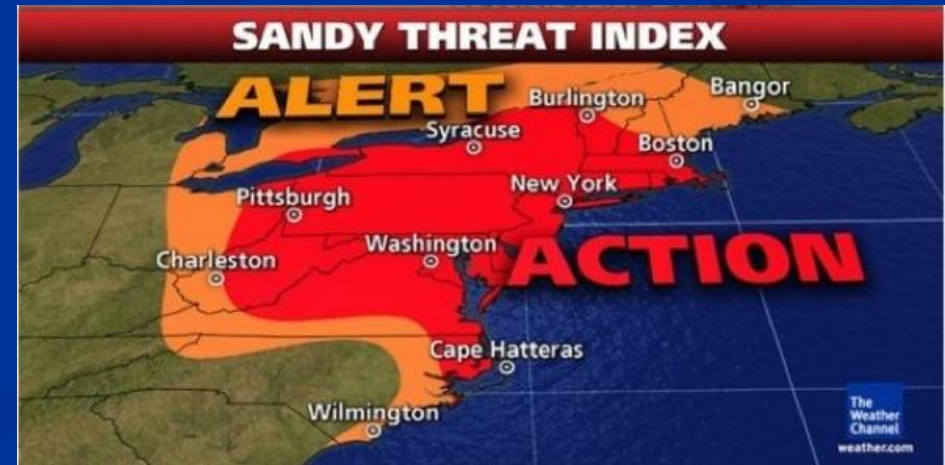 SANDY THREAT INDEX
ALERT
Burlington
Bangor
Syracuse
Boston
Pittsburgh
New York
Washington
ACTION
Charleston
Cape Hatteras
Wilmington
The
Weather
Channel
weather.com